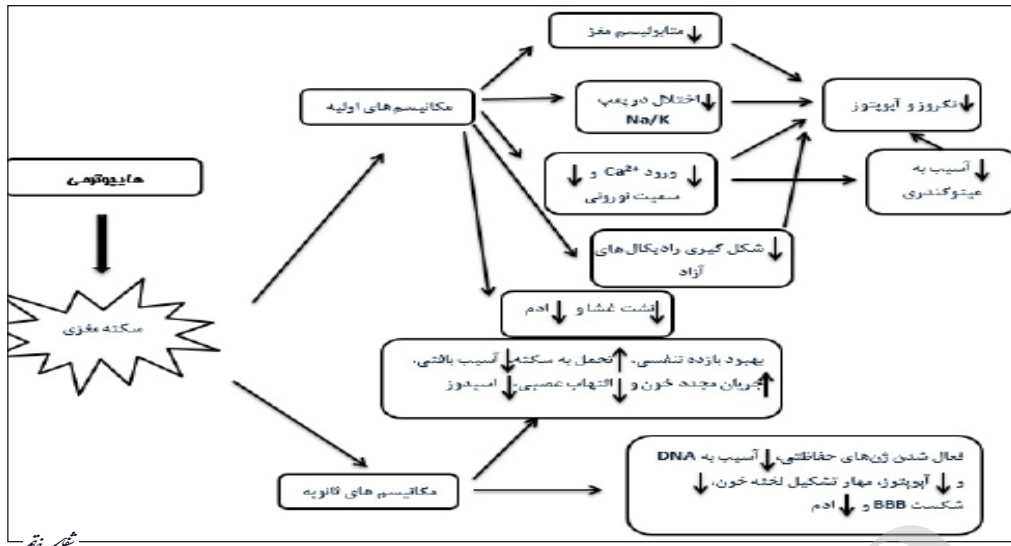 ↓ متابولیسم مغز
مکانیسم‌های اولیه
↓ اختلال در پمپ
Na/K
↓ نکروز و آپوپتوز
هایپوترمی
↓ ورود Ca²⁺ و ↓
سمیت نورونی
↓ آسیب به
میتوکندری
↓ شکل گیری رادیکال‌های
آزاد
سکته مغزی
↓ نشت غشا و ↓ ادم
بهبود بازده تنفسی، ↑ تحمل به سکته ↓ آسیب بافتی،
↑ جریان مجدد خون و ↓ التهاب عصبی، ↓ اسیدوز
مکانیسم های ثانویه
فعال شدن ژن‌های حفاظتی، ↓ آسیب به DNA
و ↓ آپوپتوز، مهار تشکیل لخته خون، ↓
شکست BBB و ↓ ادم